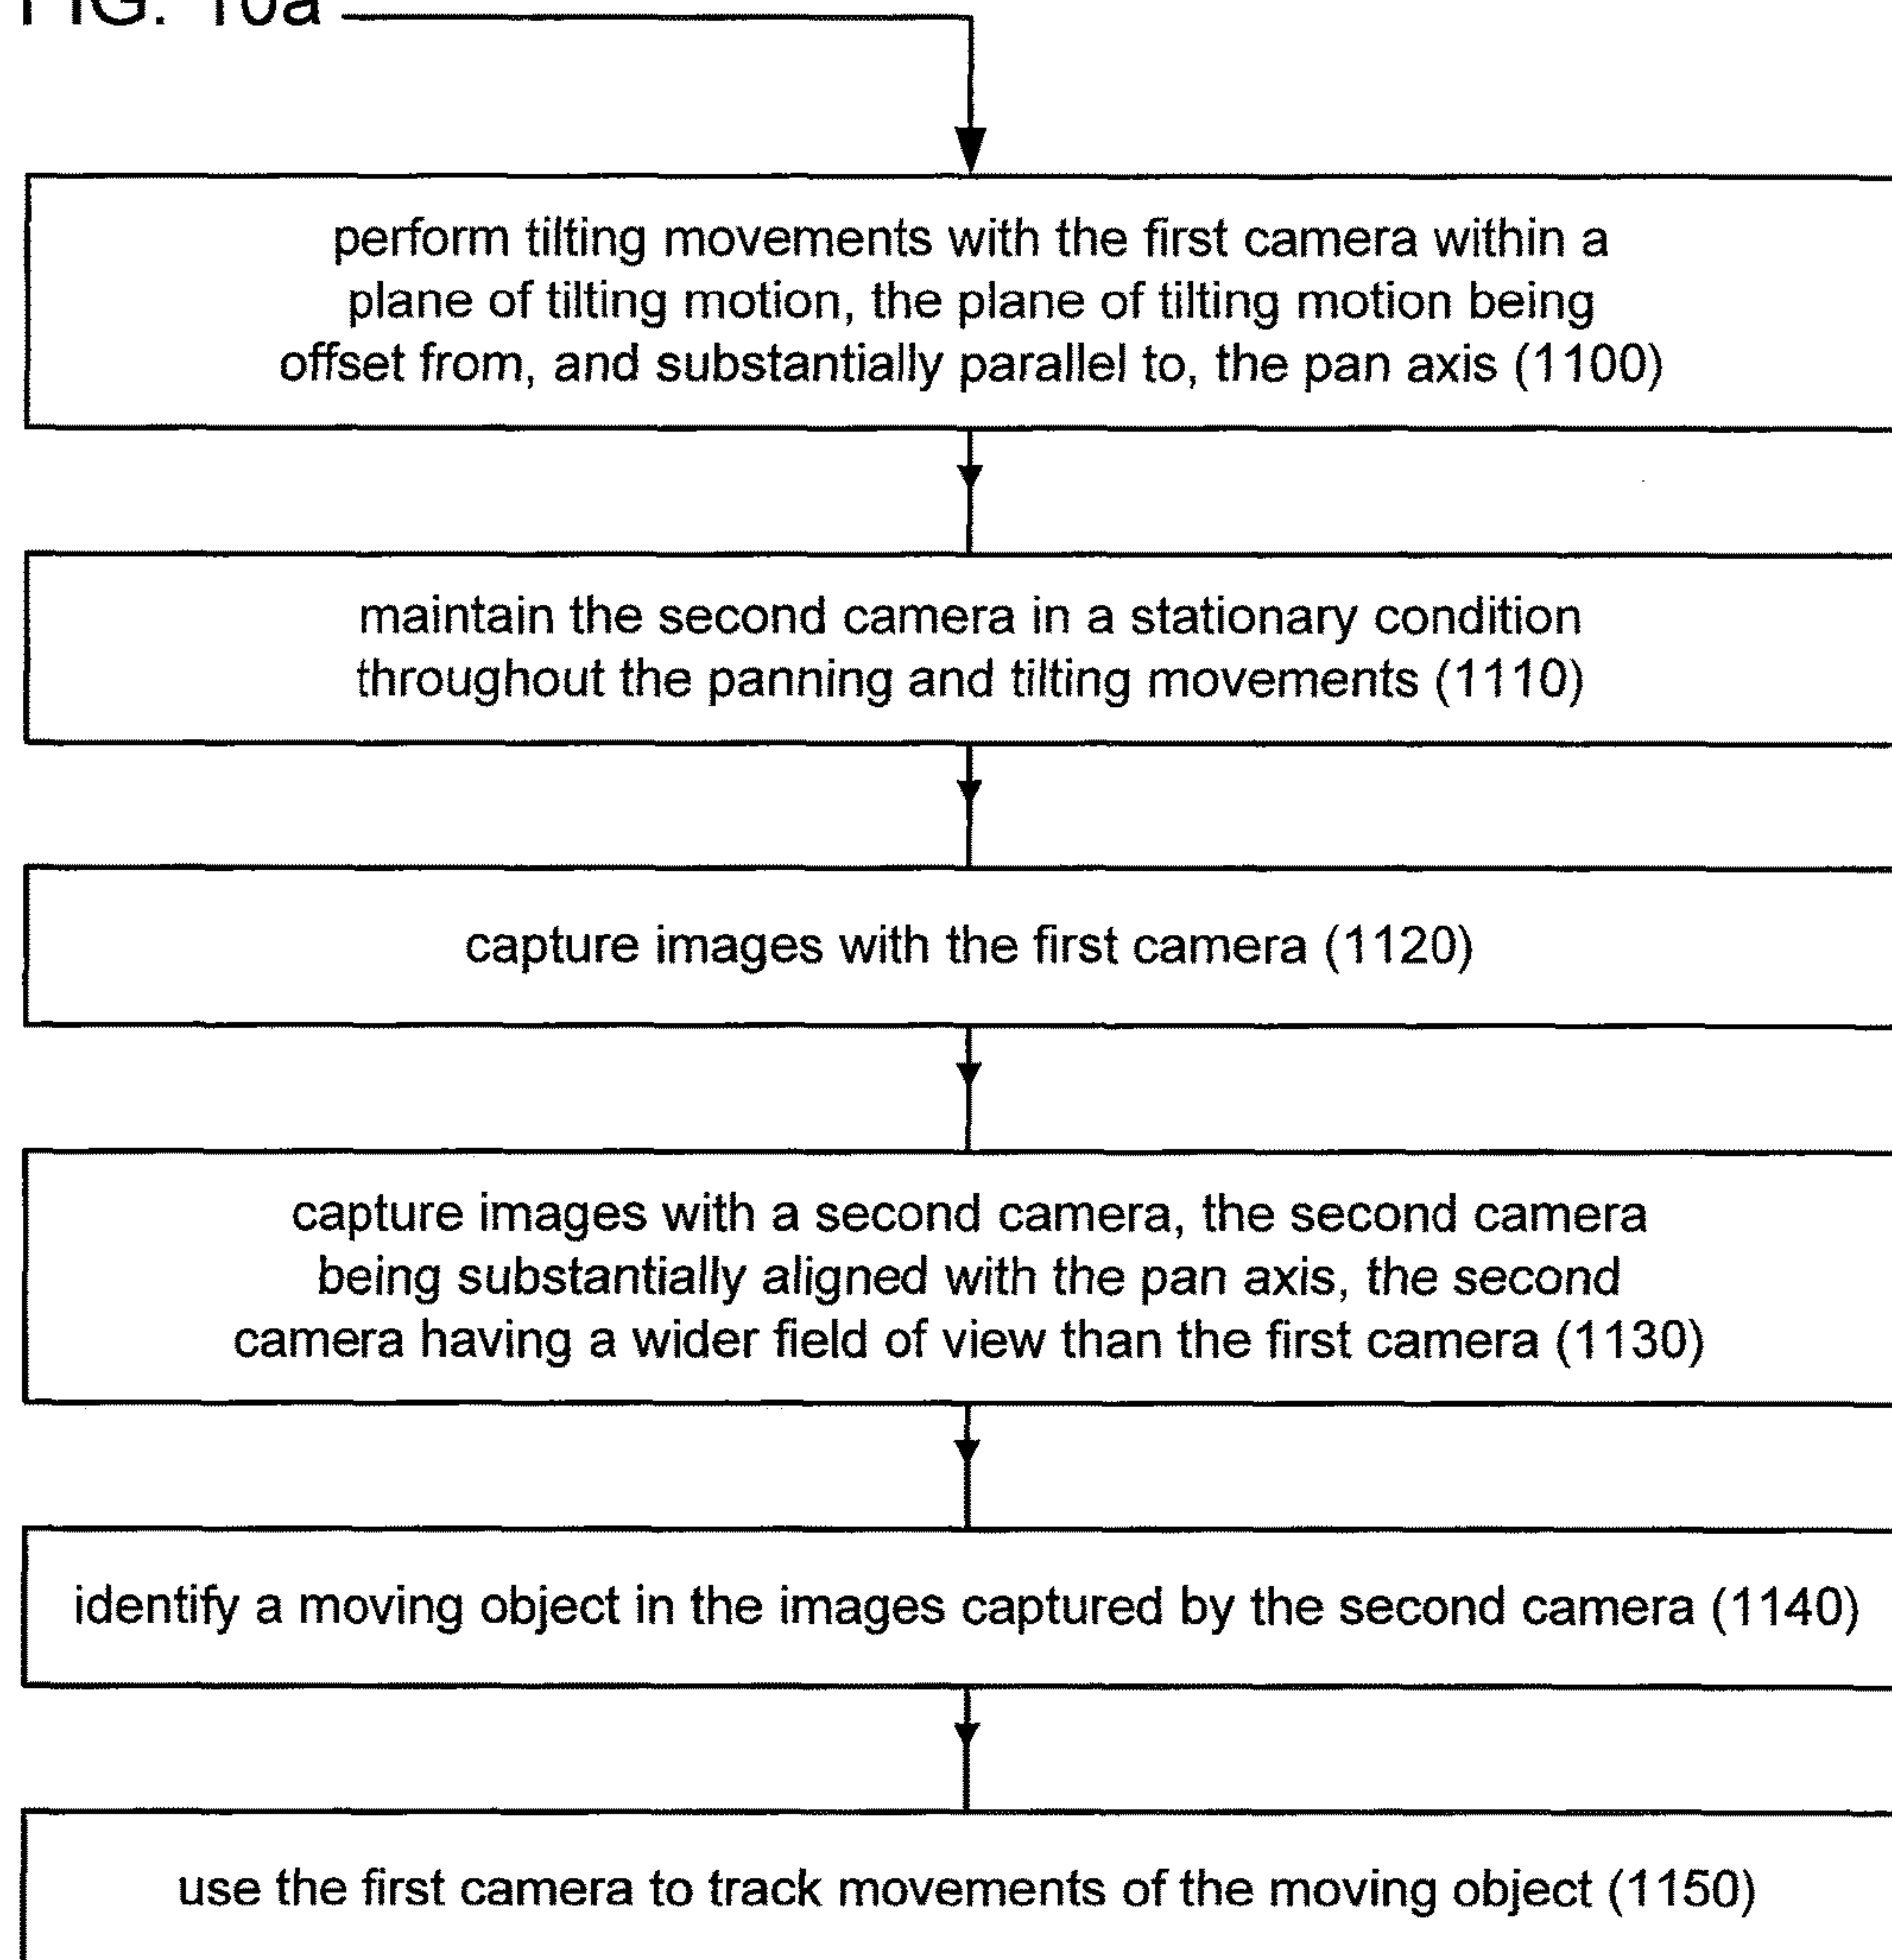 FIG. 10a
perform tilting movements with the first camera within a
plane of tilting motion, the plane of tilting motion being
offset from, and substantially parallel to, the pan axis (1100)
maintain the second camera in a stationary condition
throughout the panning and tilting movements (1110)
capture images with the first camera (1120)
capture images with a second camera, the second camera
being substantially aligned with the pan axis, the second
camera having a wider field of view than the first camera (1130)
identify a moving object in the images captured by the second camera (1140)
use the first camera to track movements of the moving object (1150)